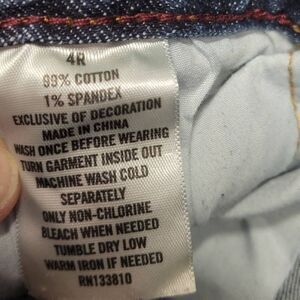 4R
99% COTTON
1% SPANDEX
EXCLUSIVE OF DECORATION
MADE IN CHINA
WASH ONCE BEFORE WEARING
TURN GARMENT INSIDE OUT
MACHINE WASH COLD
SEPARATELY
ONLY NON-CHLORINE
BLEACH WHEN NEEDED
TUMBLE DRY LOW
WARM IRON IF NEEDED
RN133810